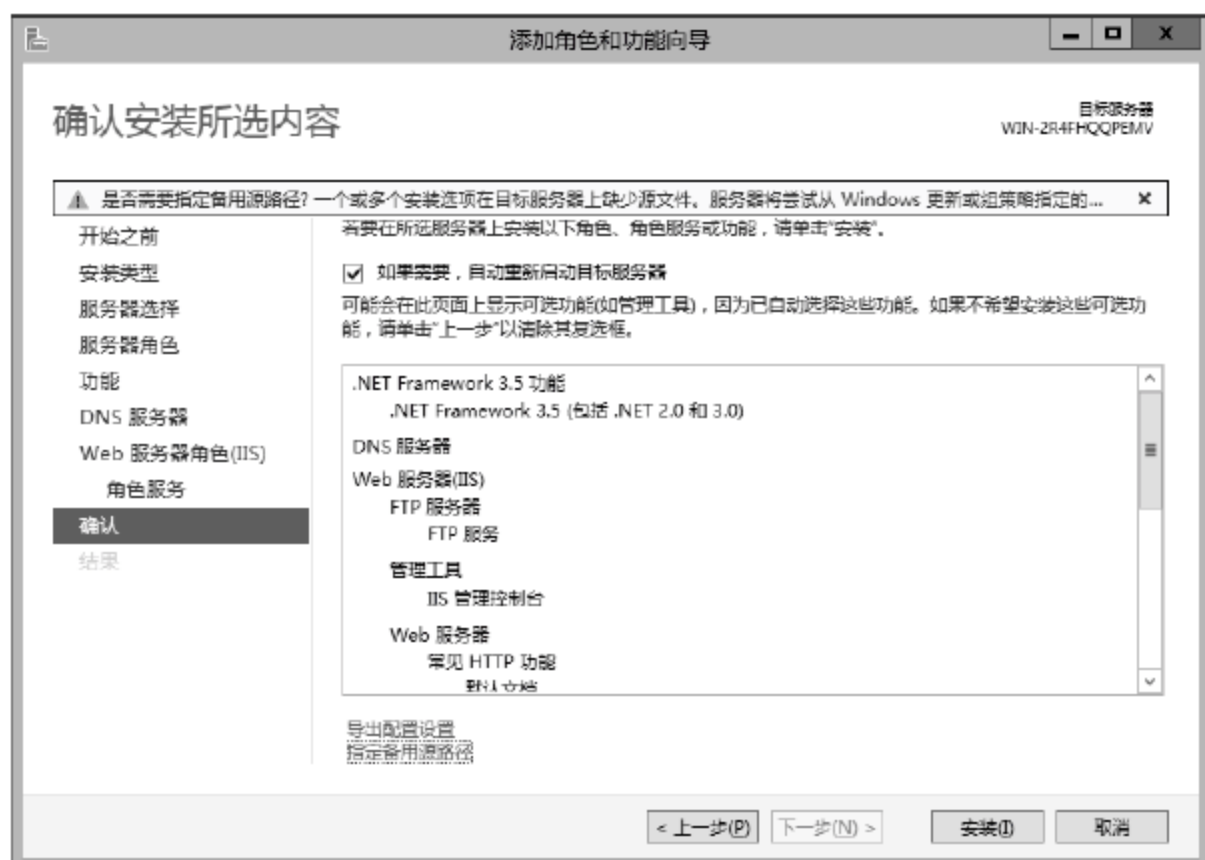 添加角色和功能向导
确认安装所选内容
目标服务器
WIN-2R4FHQQPEMV
是否需要指定备用源路径? 一个或多个安装选项在目标服务器上缺少源文件。服务器将尝试从 Windows 更新或组策略指定的...
开始之前
安装类型
服务器选择
服务器角色
功能
DNS 服务器
Web 服务器角色(IIS)
角色服务
确认
结果
若要在所选服务器上安装以下角色、角色服务或功能，请单击"安装"。
如果需要，自动重新启动目标服务器
可能会在此页面上显示可选功能(如管理工具)，因为已自动选择这些功能。如果不希望安装这些可选功
能，请单击"上一步"以清除其复选框。
.NET Framework 3.5 功能
.NET Framework 3.5 (包括 .NET 2.0 和 3.0)
DNS 服务器
Web 服务器(IIS)
FTP 服务器
FTP 服务
管理工具
IIS 管理控制台
Web 服务器
常见 HTTP 功能
默认文档
导出配置设置
指定备用源路径
< 上一步(P)
下一步(N) >
安装(I)
取消